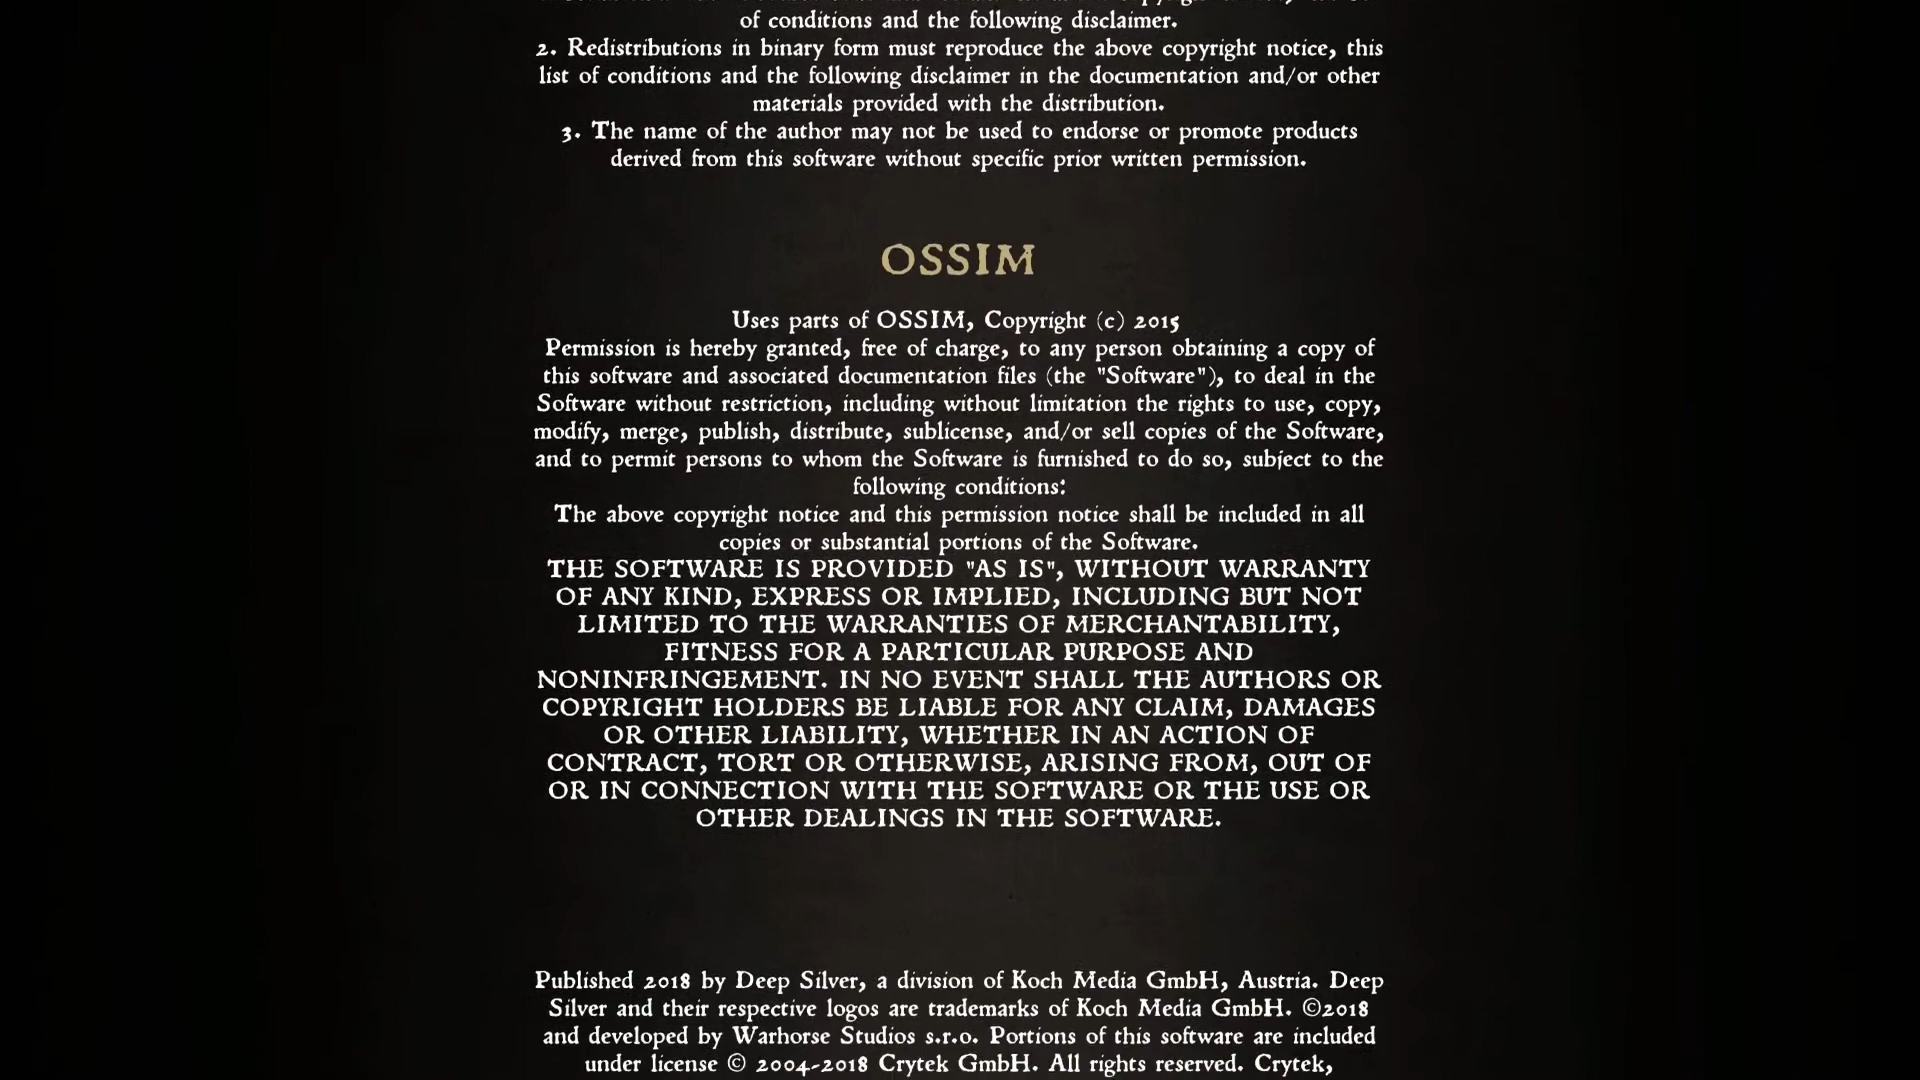 of conditions and the following disclaimer.
2. Redistributions in binary form must reproduce the above copyright notice, this
list of conditions and the following disclaimer in the documentation and/or other
materials provided with the distribution.
3. The name of the author may not be used to endorse or promote products
derived from this software without specific prior written permission.
OSSIM
Uses parts of OSSIM, Copyright (c) 2015
Permission is hereby granted, free of charge, to any person obtaining a copy of
this software and associated documentation files (the "Software"), to deal in the
Software without restriction, including without limitation the rights to use, copy,
modify, merge, publish, distribute, sublicense, and/or sell copies of the Software,
and to permit persons to whom the Software is furnished to do so, subject to the
following conditions:
The above copyright notice and this permission notice shall be included in all
copies or substantial portions of the Software.
THE SOFTWARE IS PROVIDED "AS IS", WITHOUT WARRANTY
OF ANY KIND, EXPRESS OR IMPLIED, INCLUDING BUT NOT
LIMITED TO THE WARRANTIES OF MERCHANTABILITY,
FITNESS FOR A PARTICULAR PURPOSE AND
NONINFRINGEMENT. IN NO EVENT SHALL THE AUTHORS OR
COPYRIGHT HOLDERS BE LIABLE FOR ANY CLAIM, DAMAGES
OR OTHER LIABILITY, WHETHER IN AN ACTION OF
CONTRACT, TORT OR OTHERWISE, ARISING FROM, OUT OF
OR IN CONNECTION WITH THE SOFTWARE OR THE USE OR
OTHER DEALINGS IN THE SOFTWARE.
Published 2018 by Deep Silver, a division of Koch Media GmbH, Austria. Deep
Silver and their respective logos are trademarks of Koch Media GmbH. ©2018
and developed by Warhorse Studios s.r.o. Portions of this software are included
under license © 2004-2018 Crytek GmbH. All rights reserved. Crytek,